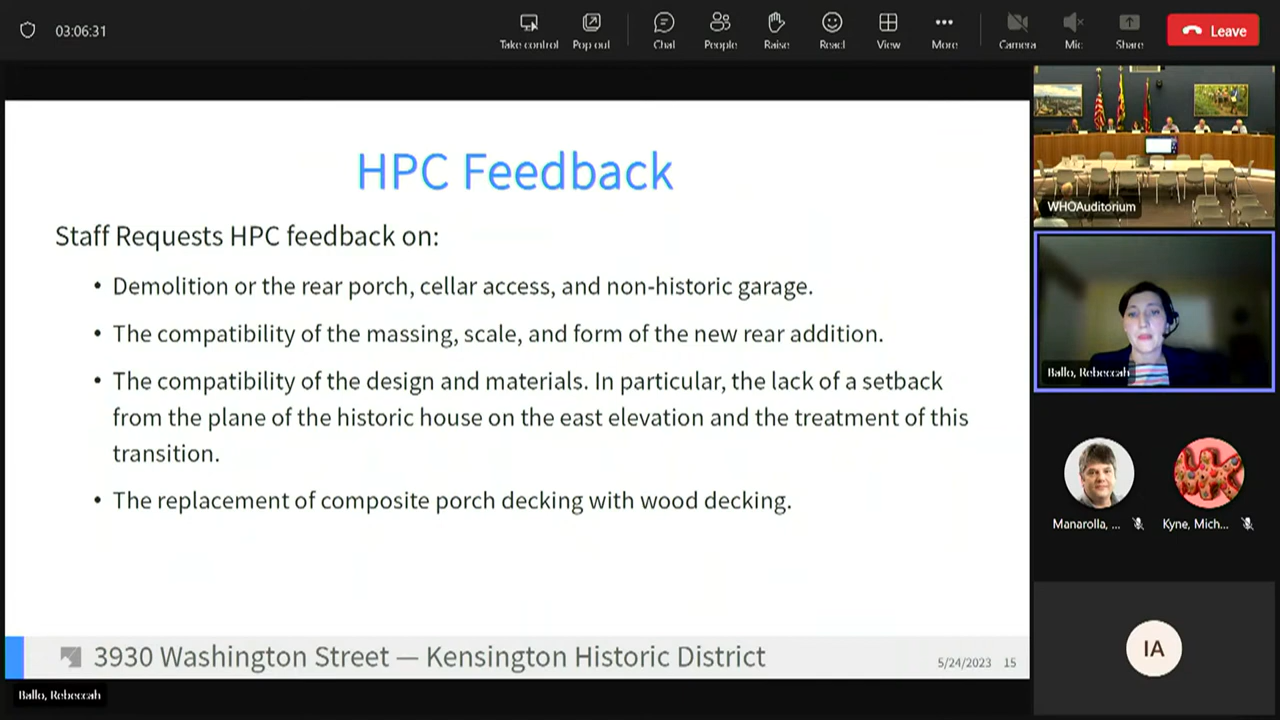 03:06:31
Take control
Pop out
Chat
People
Raise
React
View
More
Camera
Mic
Share
Leave
HPC Feedback
Staff Requests HPC feedback on:
• Demolition or the rear porch, cellar access, and non-historic garage.
• The compatibility of the massing, scale, and form of the new rear addition.
• The compatibility of the design and materials. In particular, the lack of a setback
from the plane of the historic house on the east elevation and the treatment of this
transition.
• The replacement of composite porch decking with wood decking.
3930 Washington Street — Kensington Historic District
5/24/2023 15
Ballo, Rebeccah
WHOAuditorium
Ballo, Rebeccah
Manarolla, ...
Kyne, Mich...
IA